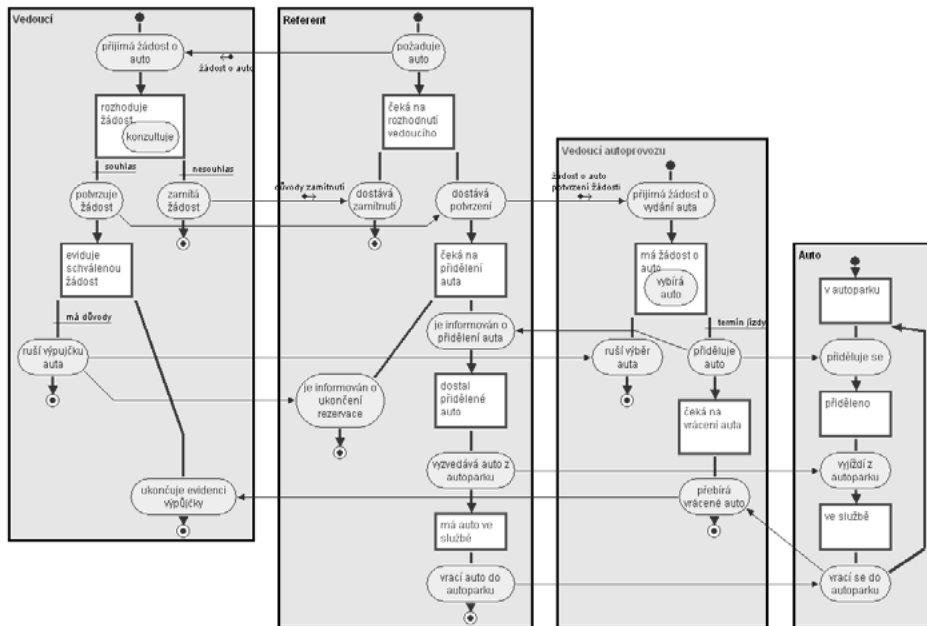 Vedoucí
přijímá žádost o
auto
žádost o auto
rozhoduje
žádost
konzultuje
souhlas
nesouhlas
potvrzuje
žádost
zamítá
žádost
eviduje
schválenou
žádost
má důvody
ruší výpujčku
auta
ukončuje evidenci
výpůjčky
Referent
požaduje
auto
čeká na
rozhodnutí
vedoucího
důvody zamítnutí
dostává
zamítnutí
dostává
potvrzení
čeká na
přidělení
auta
je informován o
přidělení auta
je informován o
ukončení
rezervace
dostal
přidělené
auto
vyzvedává auto z
autoparku
má auto ve
službě
vrací auto do
autoparku
Vedoucí autoprovozu
žádost o auto
potvrzení žádosti
přijímá žádost o
vydání auta
má žádost o
auto
vybírá
auto
termín jízdy
ruší výběr
auta
přiděluje
auto
čeká na
vrácení auta
přebírá
vrácené auto
Auto
v autoparku
přiděluje se
přiděleno
vyjíždí z
autoparku
ve službě
vrací se do
autoparku